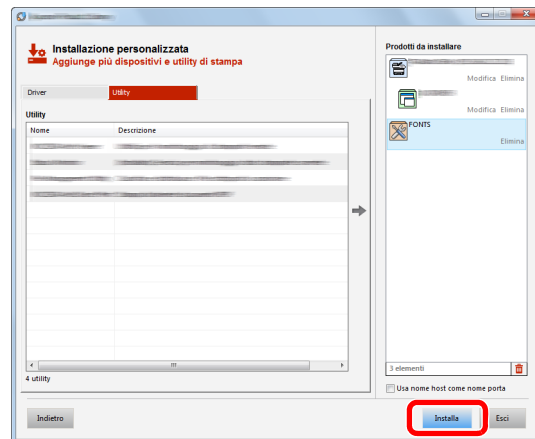 Installazione personalizzata
Aggiunge più dispositivi e utility di stampa
Driver
Utility
Utility
Nome
Descrizione
4 utility
Prodotti da installare
Modifica Elimina
Modifica Elimina
FONTS
Elimina
3 elementi
Usa nome host come nome porta
Indietro
Installa
Esci